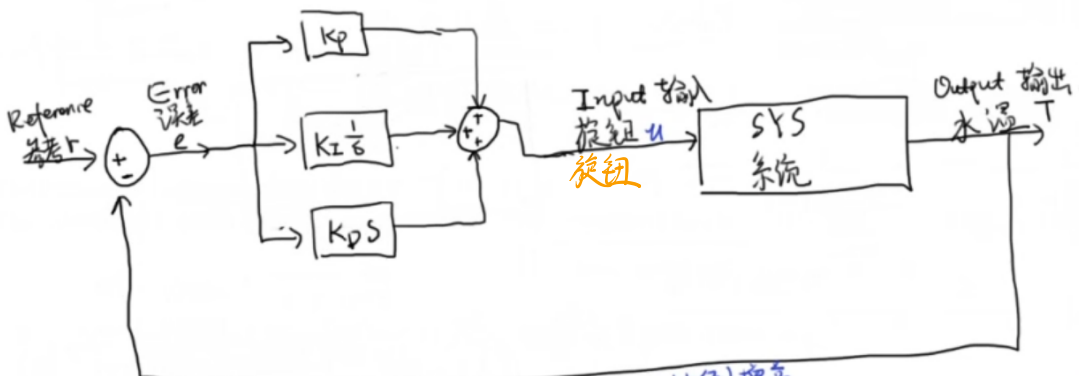 Reference
参考 r
Error
误差
e
+
-
Kp
KI 1/s
KD S
+
+
+
Input 输入
旋钮 u
旋钮
SYS
系统
Output 输出
水温 T